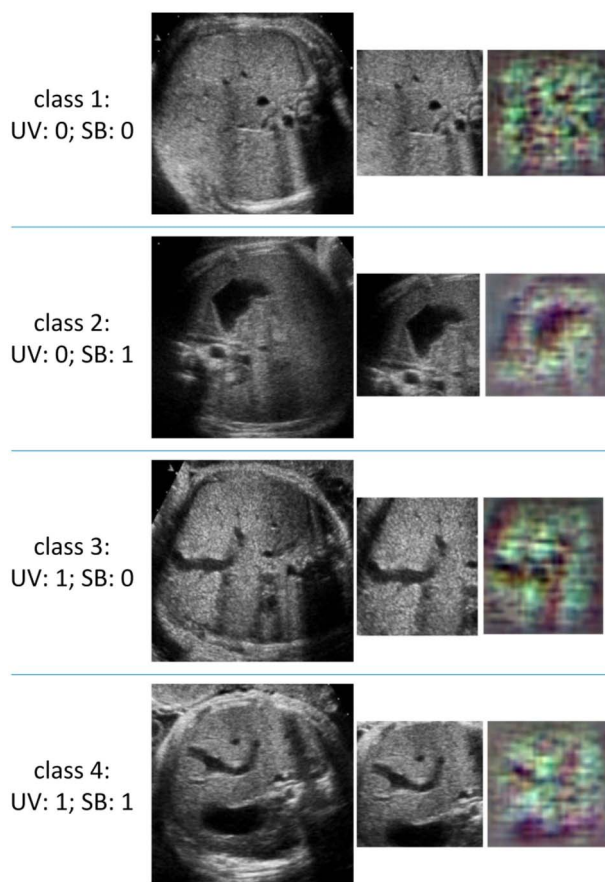 class 1:
UV: 0; SB: 0
class 2:
UV: 0; SB: 1
class 3:
UV: 1; SB: 0
class 4:
UV: 1; SB: 1